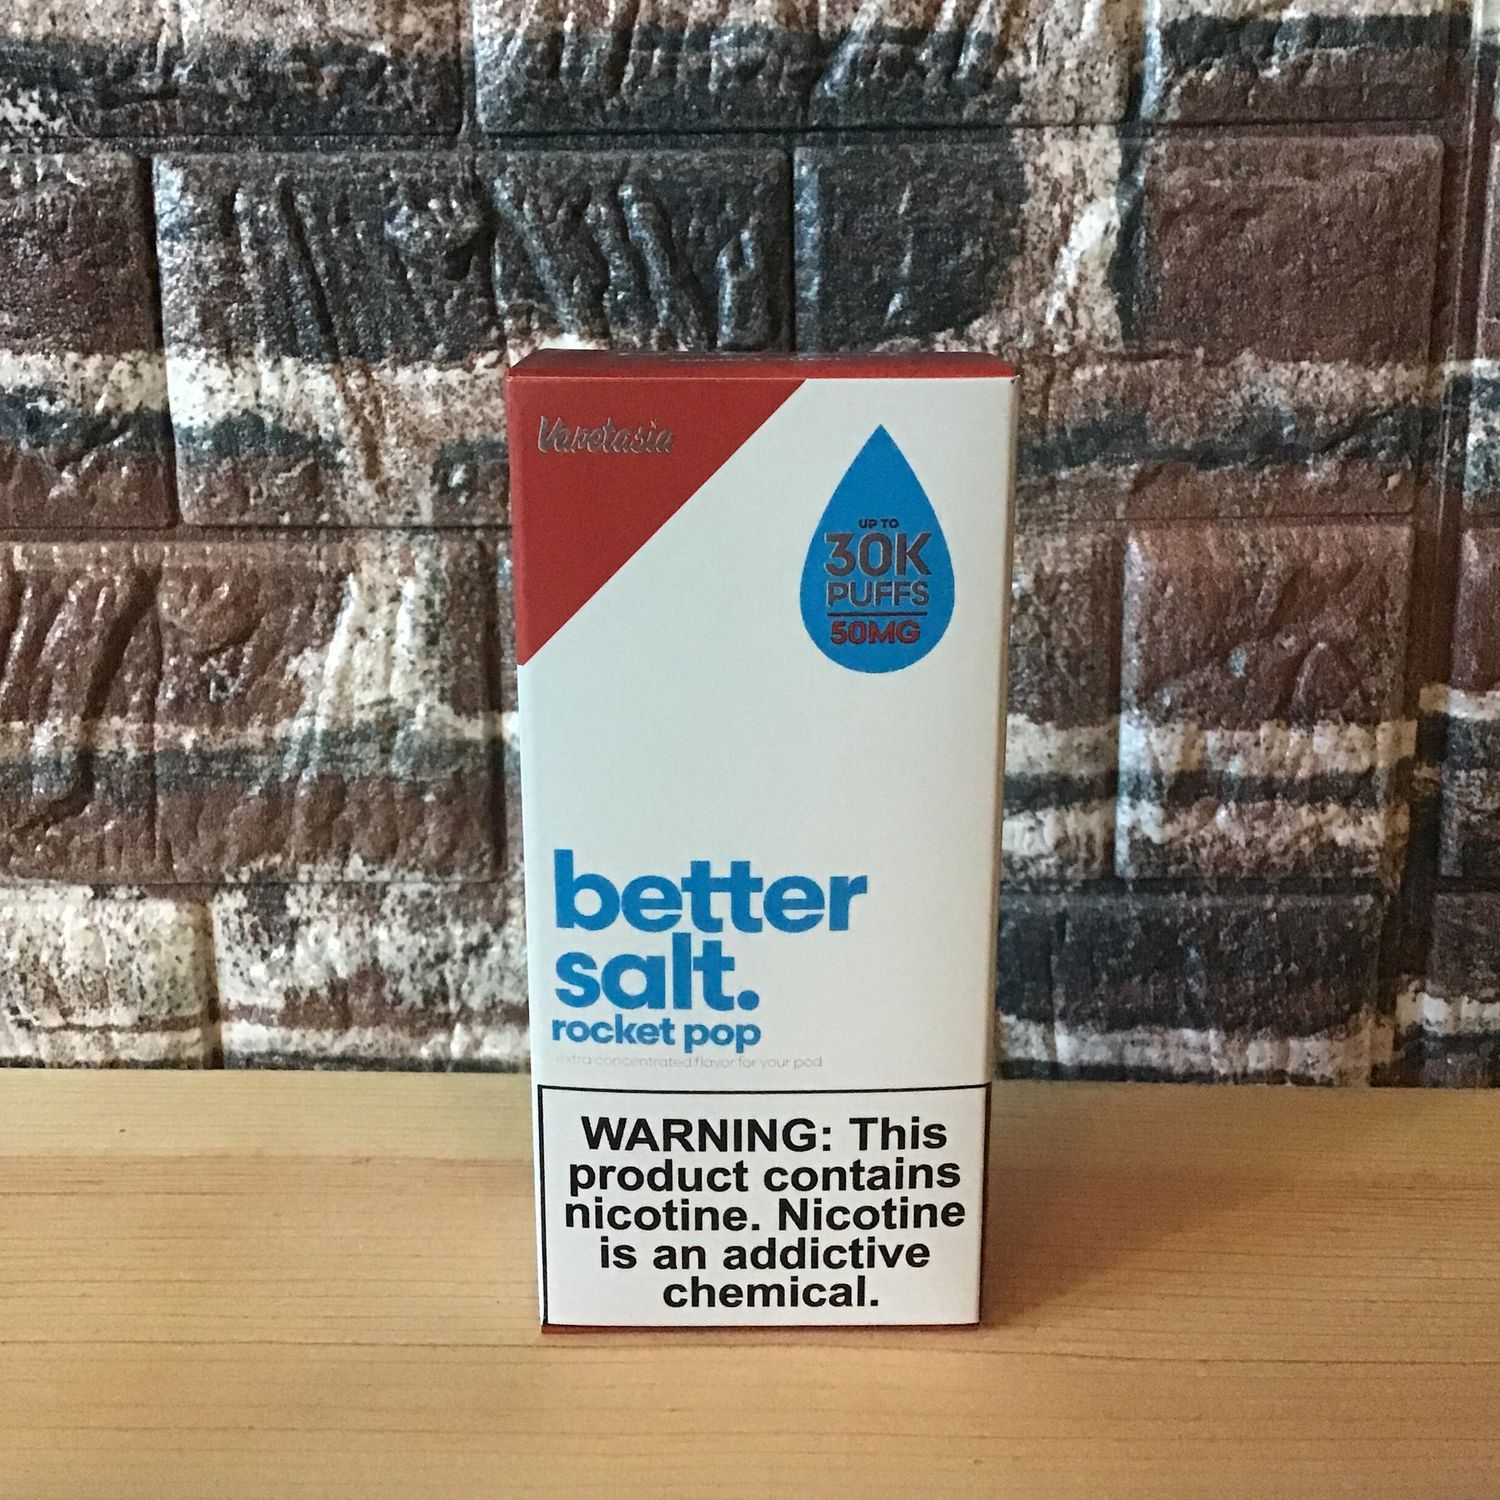 Vapetasia
UP TO
30K
PUFFS
50MG
better
salt.
rocket pop
extra concentrated flavor for your pod
WARNING: This
product contains
nicotine. Nicotine
is an addictive
chemical.